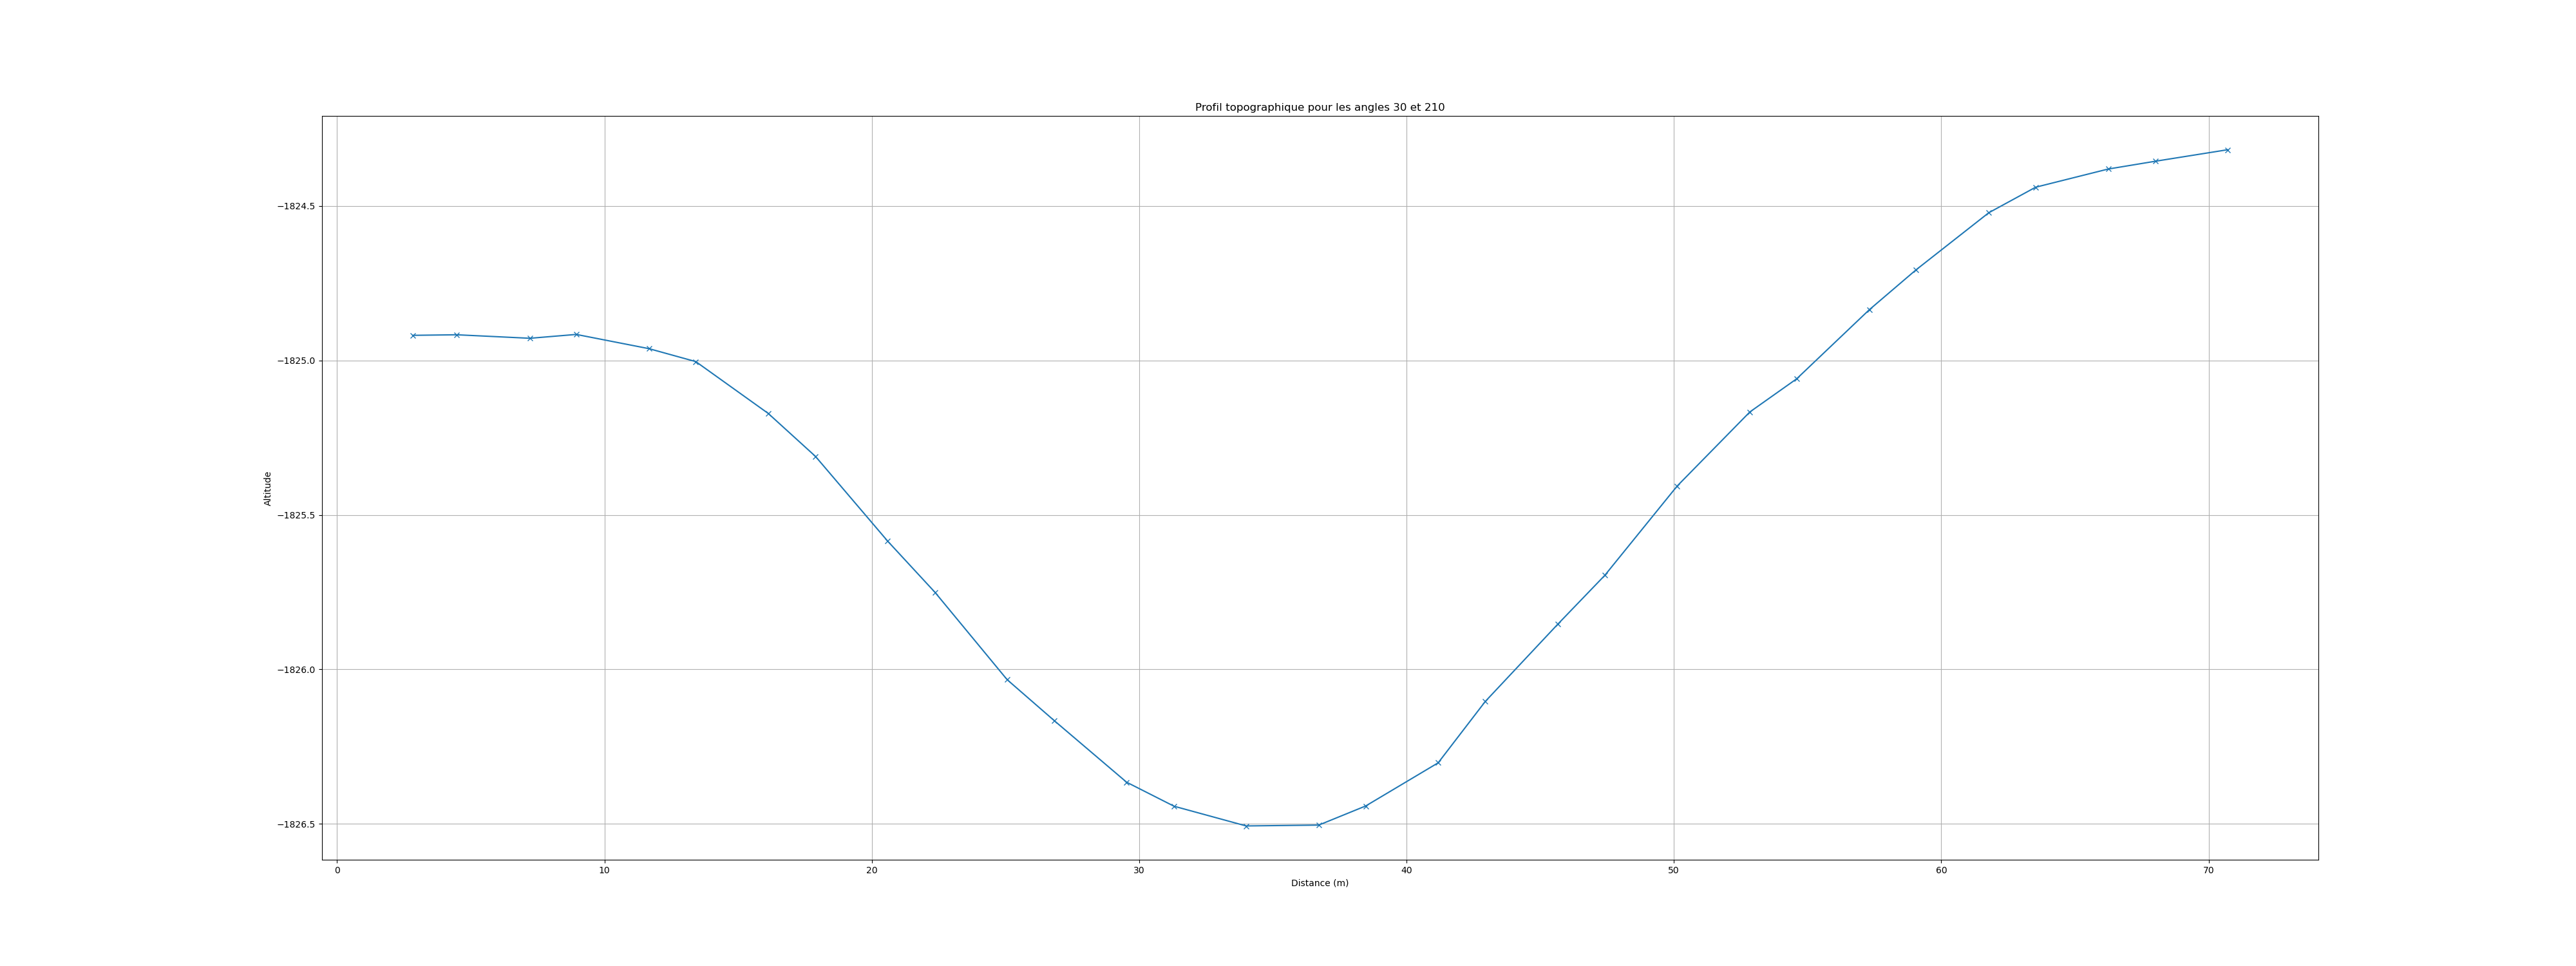 Profil topographique pour les angles 30 et 210
Altitude
−1824.5
−1825.0
−1825.5
−1826.0
−1826.5
0 10 20 30 40 50 60 70
Distance (m)